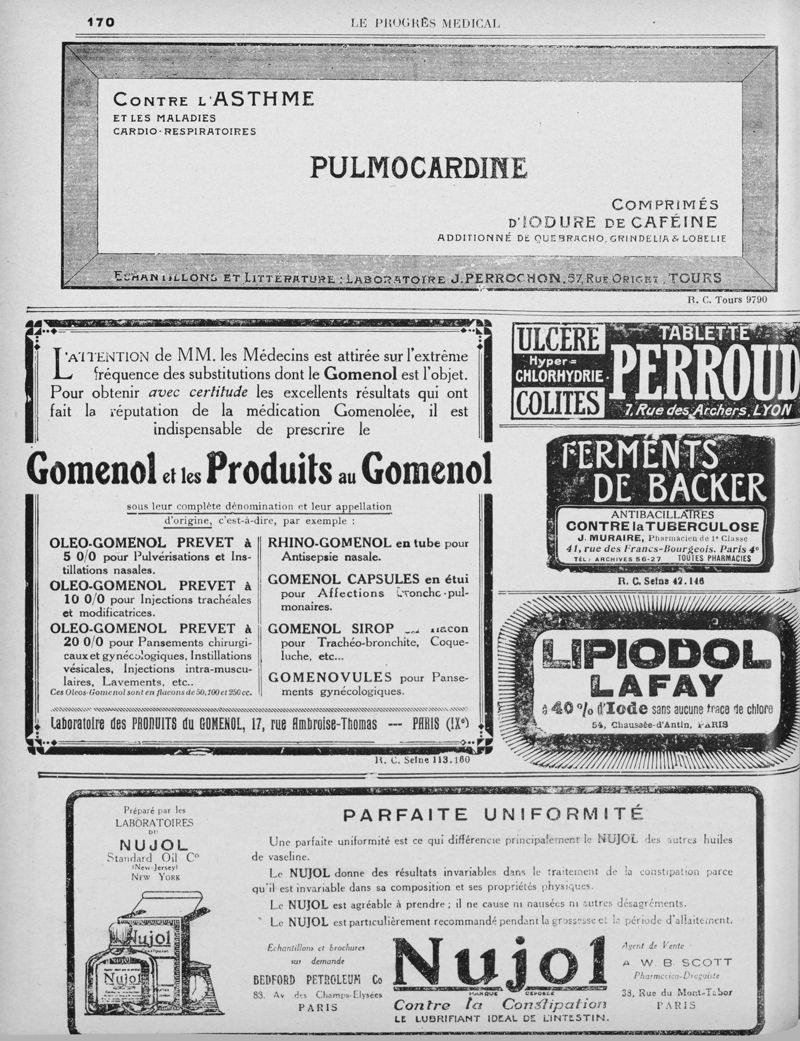 170
LE PROGRÈS MEDICAL
CONTRE L'ASTHME
ET LES MALADIES
CARDIO-RESPIRATOIRES
PULMOCARDINE
COMPRIMÉS
D'IODURE DE CAFÉINE
ADDITIONNÉ DE QUEBRACHO, GRINDELIA & LOBELIE
ECHANTILLONS ET LITTÉRATURE : LABORATOIRE J. PERROCHON, 57, RUE ORIGET, TOURS
R. C. Tours 9790
L'ATTENTION de MM. les Médecins est attirée sur l'extrême
fréquence des substitutions dont le Gomenol est l'objet.
Pour obtenir avec certitude les excellents résultats qui ont
fait la réputation de la médication Gomenolée, il est
indispensable de prescrire le
Gomenol et les Produits au Gomenol
sous leur complète dénomination et leur appellation
d'origine, c'est-à-dire, par exemple :
OLEO-GOMENOL PREVET à
5 0/0 pour Pulvérisations et Ins-
tillations nasales.
OLEO-GOMENOL PREVET à
10 0/0 pour Injections trachéales
et modificatrices.
OLEO-GOMENOL PREVET à
20 0/0 pour Pansements chirurgi-
caux et gynécologiques, Instillations
vésicales, Injections intra-muscu-
laires, Lavements, etc..
Ces Oleos-Gomenol sont en flacons de 50, 100 et 250 cc.
RHINO-GOMENOL en tube pour
Antisepsie nasale.
GOMENOL CAPSULES en étui
pour Affections broncho-pul-
monaires.
GOMENOL SIROP flacon
pour Trachéo-bronchite, Coque-
luche, etc...
GOMENOVULES pour Panse-
ments gynécologiques.
Laboratoire des PRODUITS du GOMENOL, 17, rue Ambroise-Thomas --- PARIS (IXe)
R. C. Seine 113.160
ULCÈRE
Hyper=
CHLORHYDRIE
COLITES
TABLETTE
PERROUD
7, Rue des Archers, LYON
FERMENTS
DE BACKER
ANTIBACILLAIRES
CONTRE la TUBERCULOSE
J. MURAIRE, Pharmacien de 1e Classe
41, rue des Francs-Bourgeois. Paris 4e
TÉL: ARCHIVES 56-27 TOUTES PHARMACIES
R. C. Seine 42.146
LIPIODOL
LAFAY
à 40% d'Iode sans aucune trace de chlore
54, Chaussée-d'Antin, PARIS
Préparé par les
LABORATOIRES
DU
NUJOL
Standard Oil Co
(New-Jersey)
NEW YORK
Nujol
Nujol
PARFAITE UNIFORMITÉ
Une parfaite uniformité est ce qui différencie principalement le NUJOL des autres huiles
de vaseline.
Le NUJOL donne des résultats invariables dans le traitement de la constipation parce
qu'il est invariable dans sa composition et ses propriétés physiques.
Le NUJOL est agréable à prendre ; il ne cause ni nausées ni autres désagréments.
Le NUJOL est particulièrement recommandé pendant la grossesse et la période d'allaitement.
Echantillons et brochures
sur demande
BEDFORD PETROLEUM Co
83. Av des Champs-Elysées
PARIS
Nujol
MARQUE DÉPOSÉE
Contre la Constipation
LE LUBRIFIANT IDEAL DE L'INTESTIN.
Agent de Vente
A W. B. SCOTT
Pharmacien-Droguiste
38, Rue du Mont-Tabor
PARIS